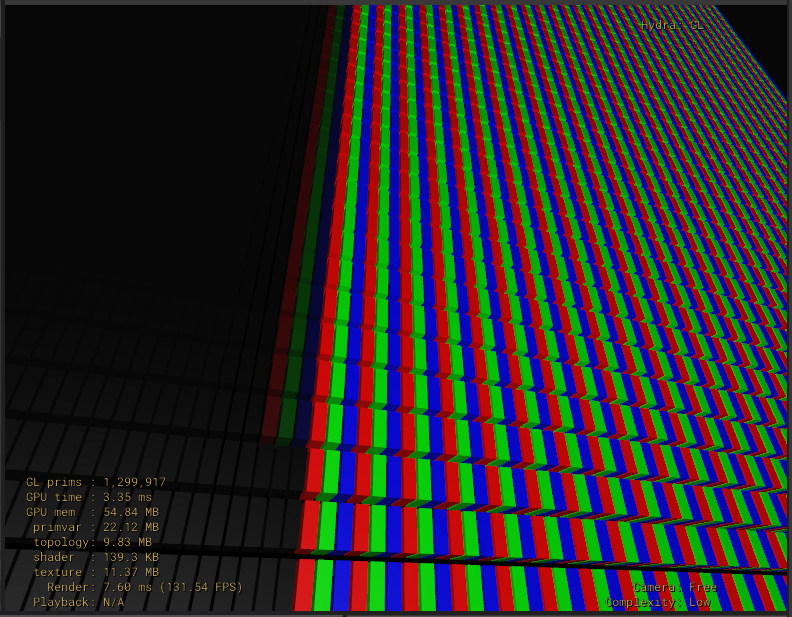 Hydra: GL
GL prims : 1,299,917
GPU time : 3.35 ms
GPU mem : 54.84 MB
primvar : 22.12 MB
topology: 9.83 MB
shader : 139.3 KB
texture : 11.37 MB
Render: 7.60 ms (131.54 FPS)
Playback: N/A
Camera: Free
Complexity: Low